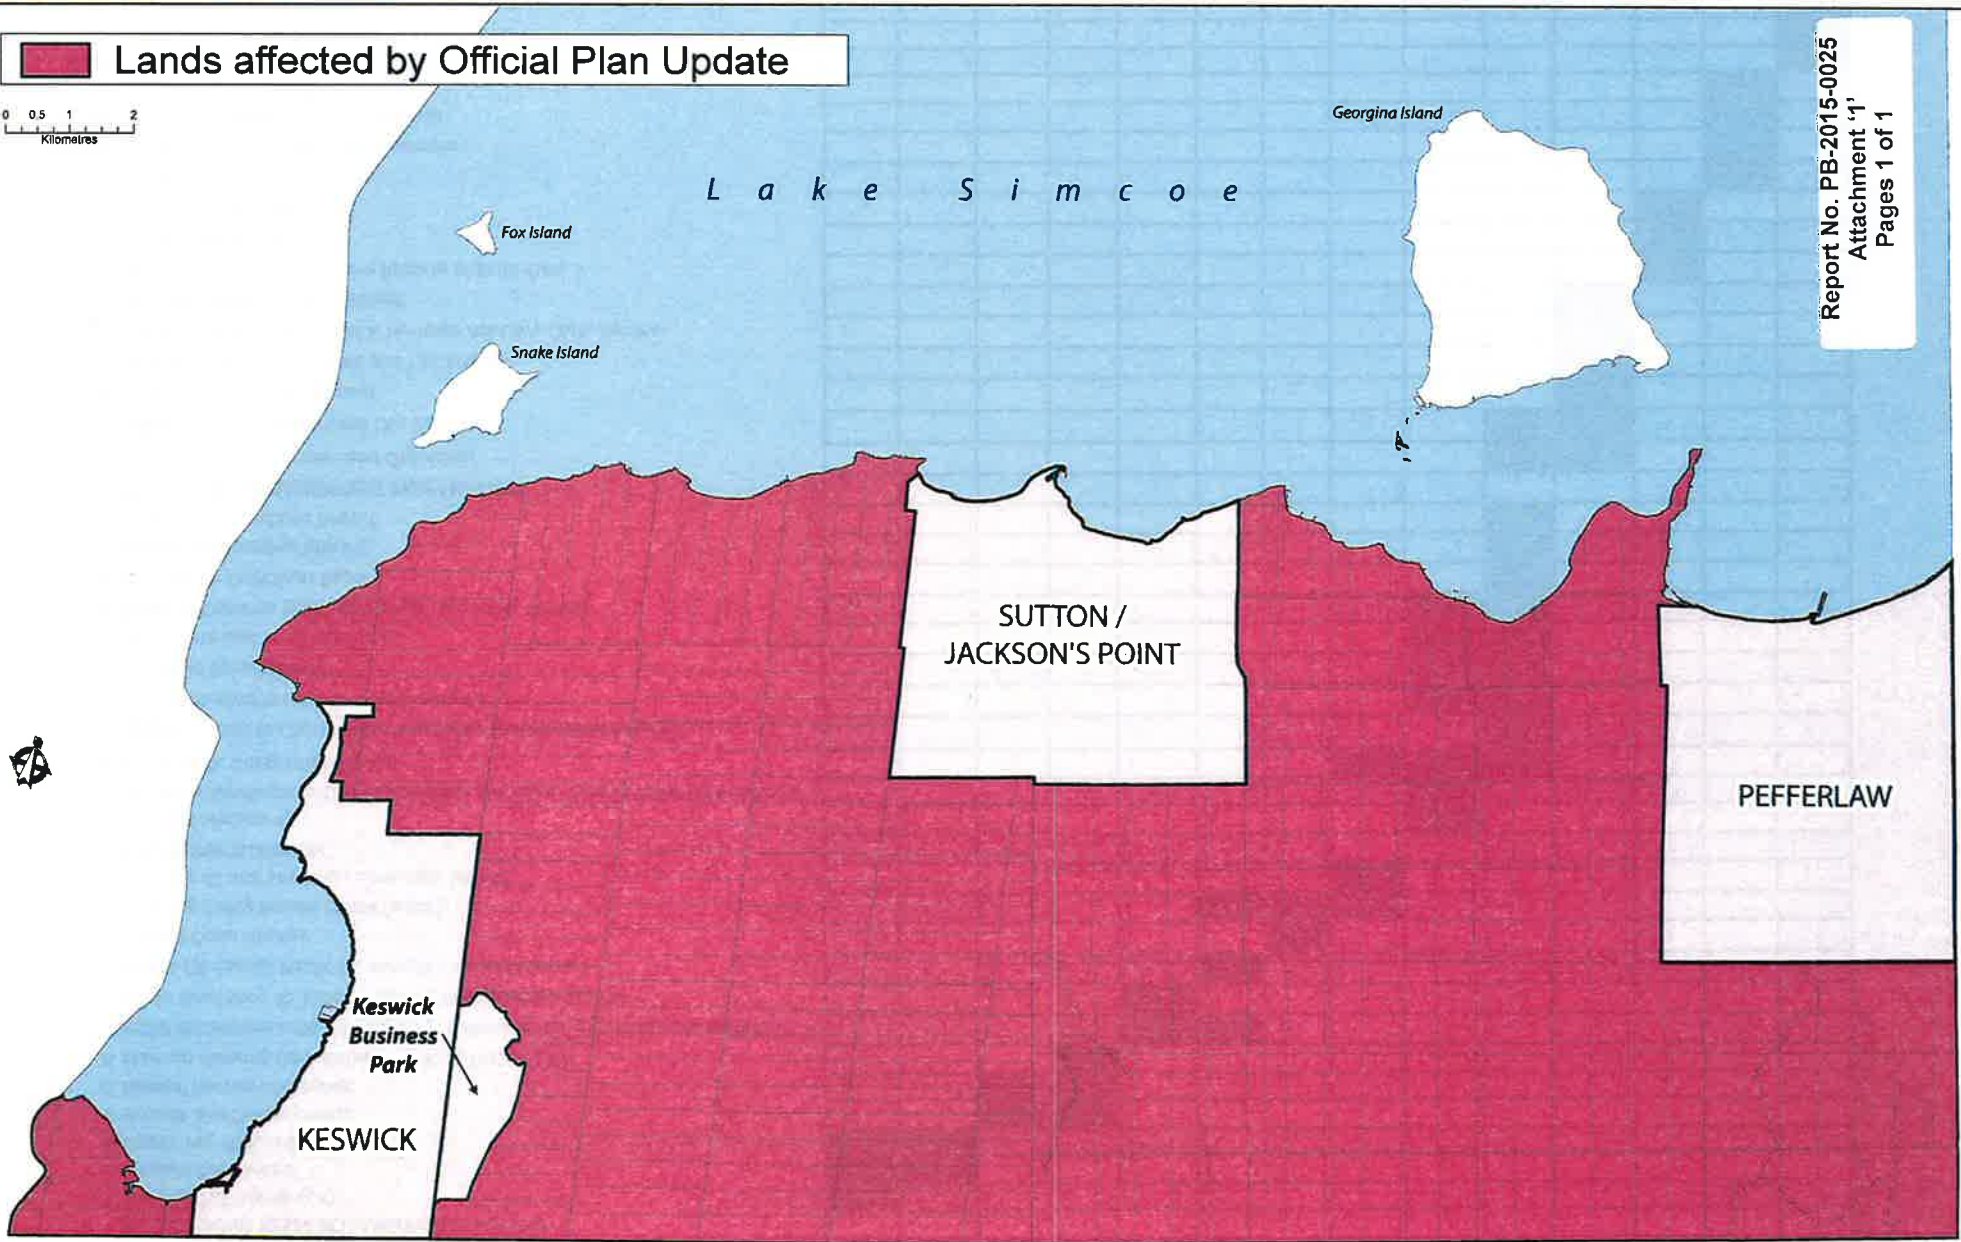 Lands affected by Official Plan Update
0 0.5 1 2
Kilometres
Report No. PB-2015-0025
Attachment '1'
Pages 1 of 1
Georgina Island
Lake Simcoe
Fox Island
Snake Island
SUTTON /
JACKSON'S POINT
PEFFERLAW
Keswick
Business
Park
KESWICK